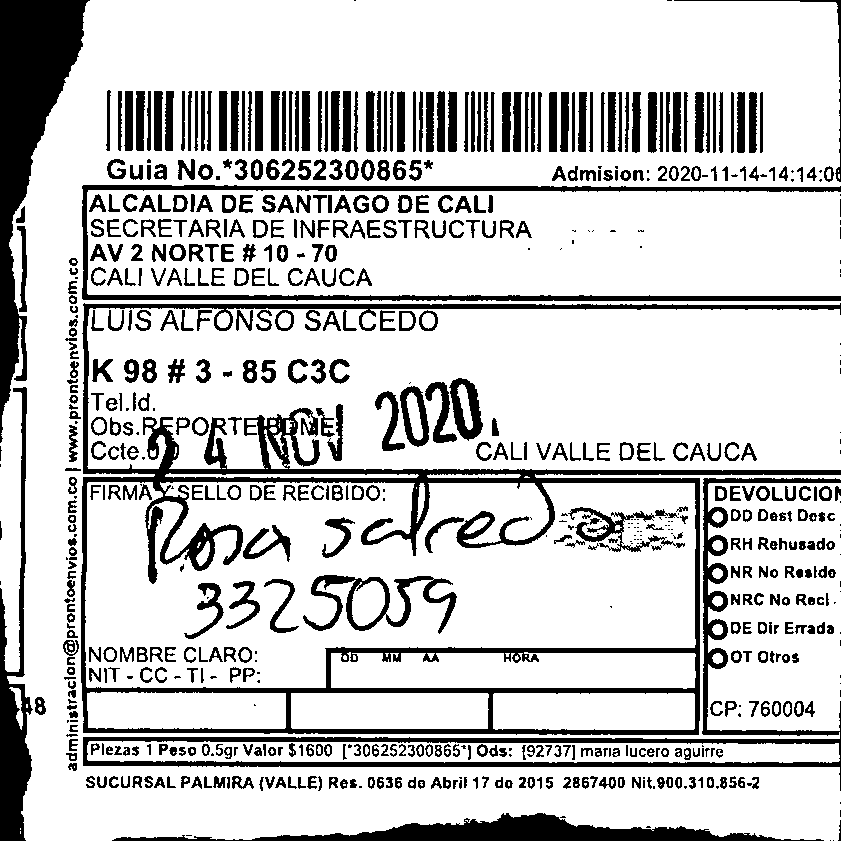 Guia No.*306252300865*
Admision: 2020-11-14-14:14:06
ALCALDIA DE SANTIAGO DE CALI
SECRETARIA DE INFRAESTRUCTURA
AV 2 NORTE # 10 - 70
CALI VALLE DEL CAUCA
LUIS ALFONSO SALCEDO
K 98 # 3 - 85 C3C
Tel.Id.
Obs.REPORTE BDME
Ccte.
24 NOV 2020
CALI VALLE DEL CAUCA
FIRMA Y SELLO DE RECIBIDO:
Rosa salcedo
3325059
NOMBRE CLARO:
NIT - CC - TI - PP:
DD MM AA HORA
DEVOLUCION
DD Dest Desc
RH Rehusado
NR No Reside
NRC No Recl
DE Dir Errada
OT Otros
CP: 760004
Piezas 1 Peso 0.5gr Valor $1600 [*306252300865*] Ods: [92737] maria lucero aguirre
SUCURSAL PALMIRA (VALLE) Res. 0636 de Abril 17 de 2015 2867400 Nit.900.310.856-2
administracion@prontoenvios.com.co | www.prontoenvios.com.co
48